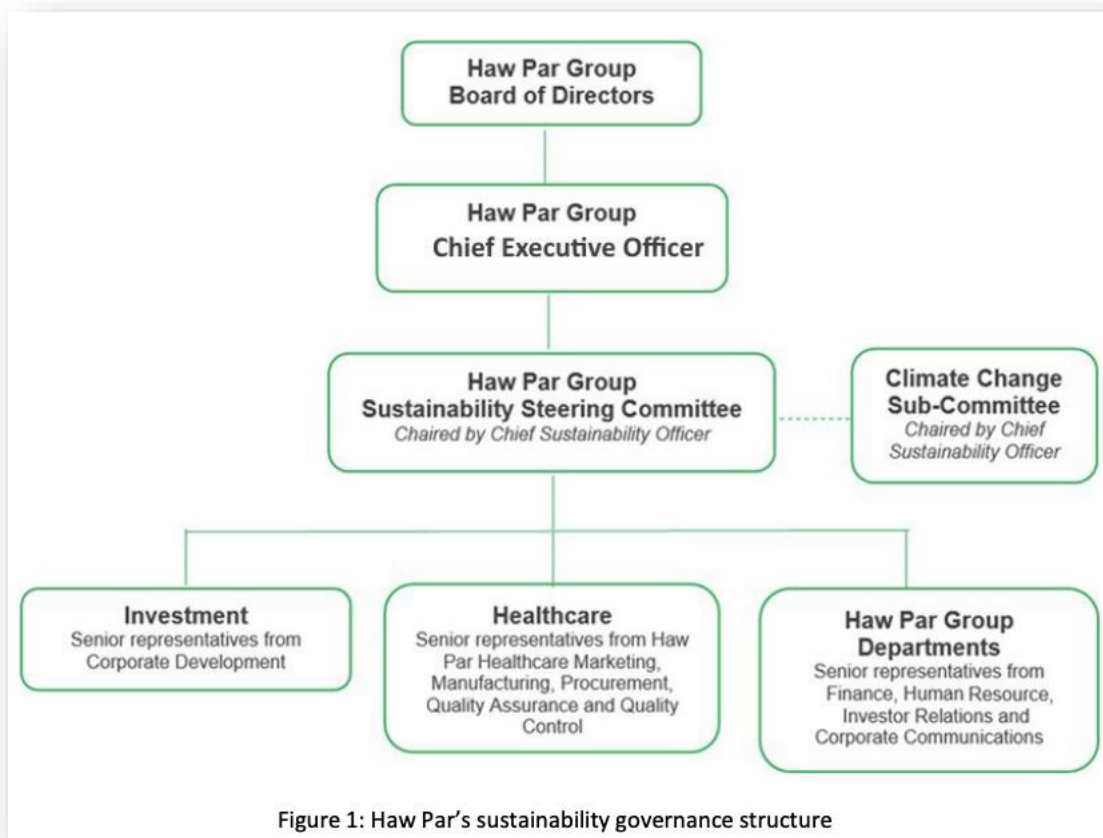 Haw Par Group
Board of Directors
Haw Par Group
Chief Executive Officer
Haw Par Group
Sustainability Steering Committee
Chaired by Chief Sustainability Officer
Climate Change
Sub-Committee
Chaired by Chief
Sustainability Officer
Investment
Senior representatives from
Corporate Development
Healthcare
Senior representatives from Haw
Par Healthcare Marketing,
Manufacturing, Procurement,
Quality Assurance and Quality
Control
Haw Par Group
Departments
Senior representatives from
Finance, Human Resource,
Investor Relations and
Corporate Communications
Figure 1: Haw Par's sustainability governance structure